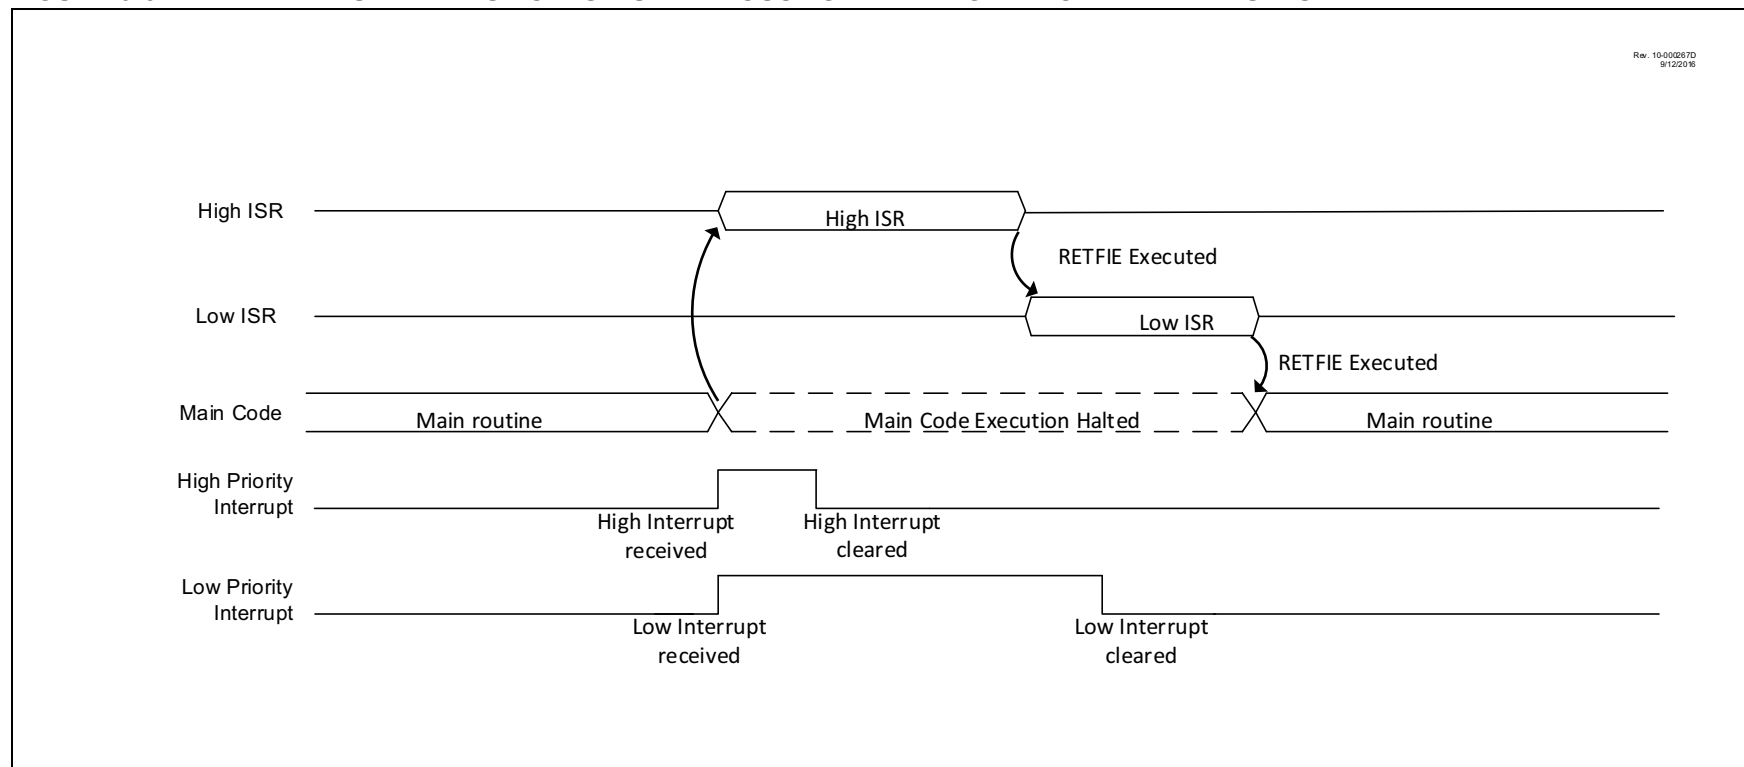 Rev. 10-000267D
9/12/2016
High ISR
High ISR
RETFIE Executed
Low ISR
Low ISR
RETFIE Executed
Main Code
Main routine
Main Code Execution Halted
Main routine
High Priority
Interrupt
High Interrupt
received
High Interrupt
cleared
Low Priority
Interrupt
Low Interrupt
received
Low Interrupt
cleared